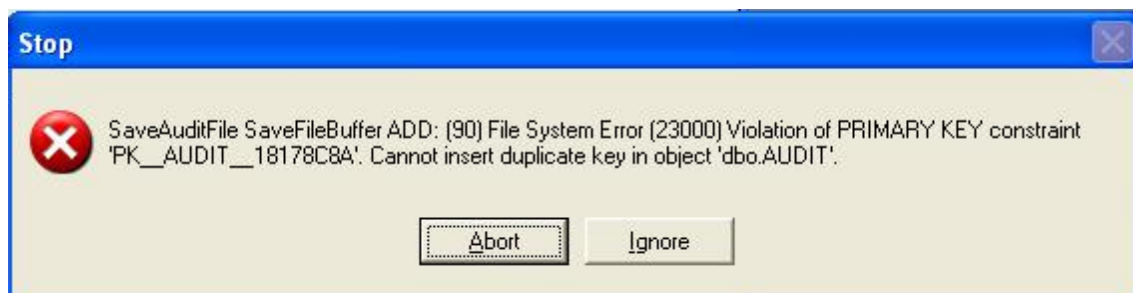 Stop
SaveAuditFile SaveFileBuffer ADD: (90) File System Error (23000) Violation of PRIMARY KEY constraint
'PK__AUDIT__18178C8A'. Cannot insert duplicate key in object 'dbo.AUDIT'.
Abort
Ignore